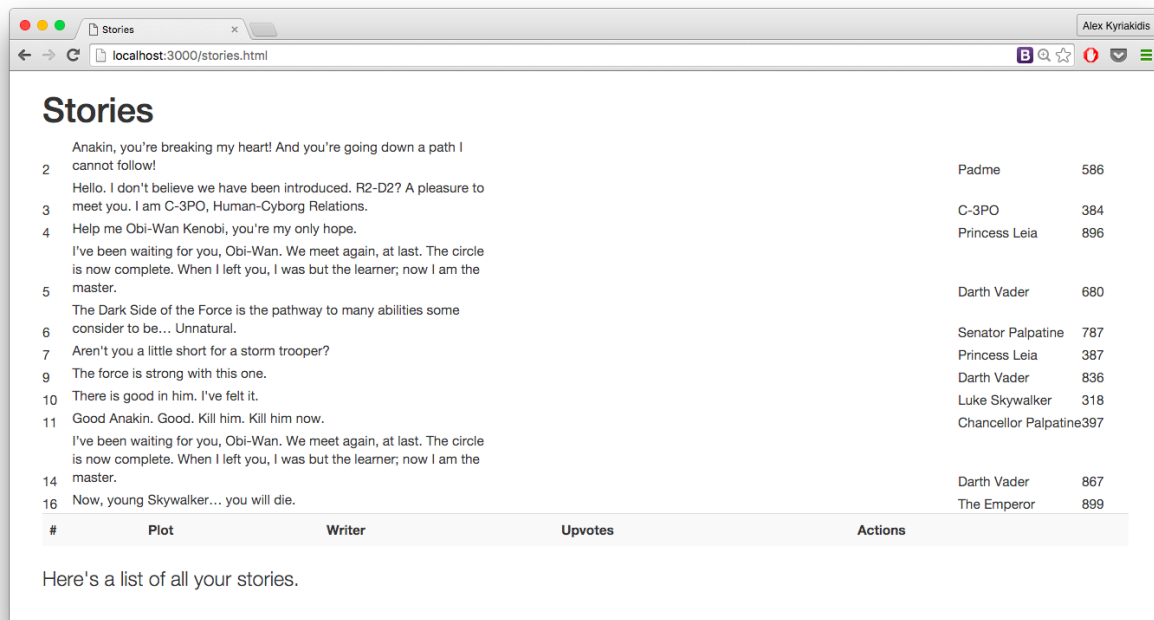 Stories
Alex Kyriakidis
localhost:3000/stories.html
B
Stories
Anakin, you’re breaking my heart! And you’re going down a path I
cannot follow!
2 Padme 586
Hello. I don't believe we have been introduced. R2-D2? A pleasure to
meet you. I am C-3PO, Human-Cyborg Relations.
3 C-3PO 384
4 Help me Obi-Wan Kenobi, you're my only hope. Princess Leia 896
I've been waiting for you, Obi-Wan. We meet again, at last. The circle
is now complete. When I left you, I was but the learner; now I am the
master.
5 Darth Vader 680
The Dark Side of the Force is the pathway to many abilities some
consider to be… Unnatural.
6 Senator Palpatine 787
7 Aren't you a little short for a storm trooper? Princess Leia 387
9 The force is strong with this one. Darth Vader 836
10 There is good in him. I've felt it. Luke Skywalker 318
11 Good Anakin. Good. Kill him. Kill him now. Chancellor Palpatine 397
I've been waiting for you, Obi-Wan. We meet again, at last. The circle
is now complete. When I left you, I was but the learner; now I am the
master.
14 Darth Vader 867
16 Now, young Skywalker… you will die. The Emperor 899
# Plot Writer Upvotes Actions
Here's a list of all your stories.